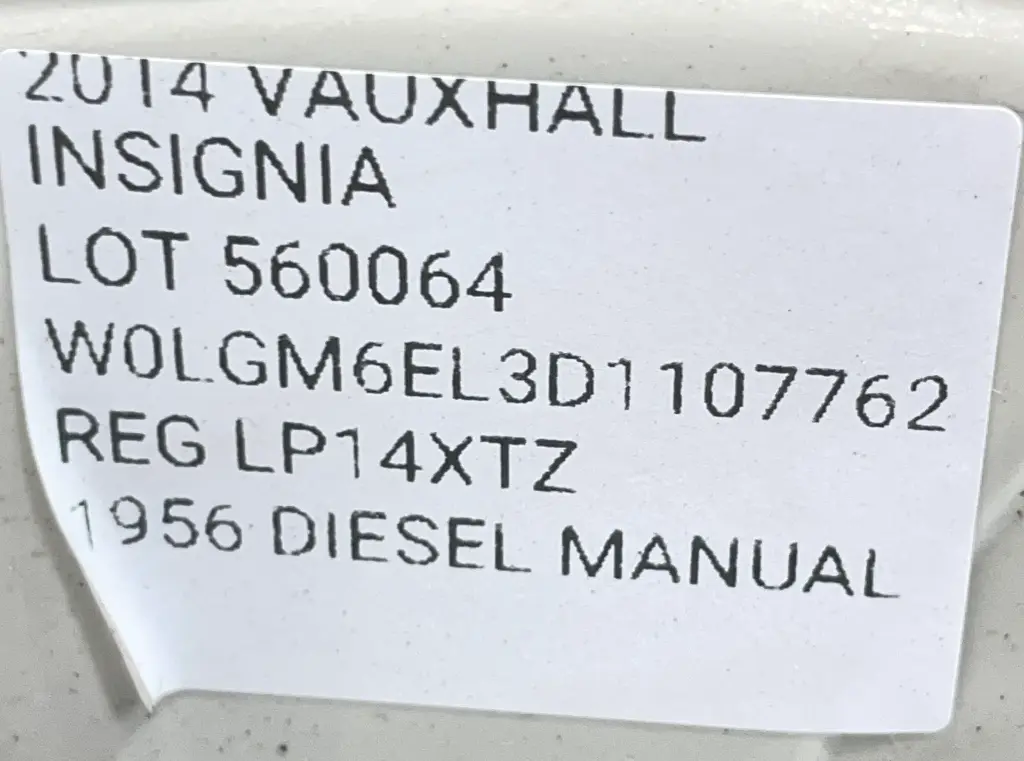 2014 VAUXHALL
INSIGNIA
LOT 560064
W0LGM6EL3D1107762
REG LP14XTZ
1956 DIESEL MANUAL